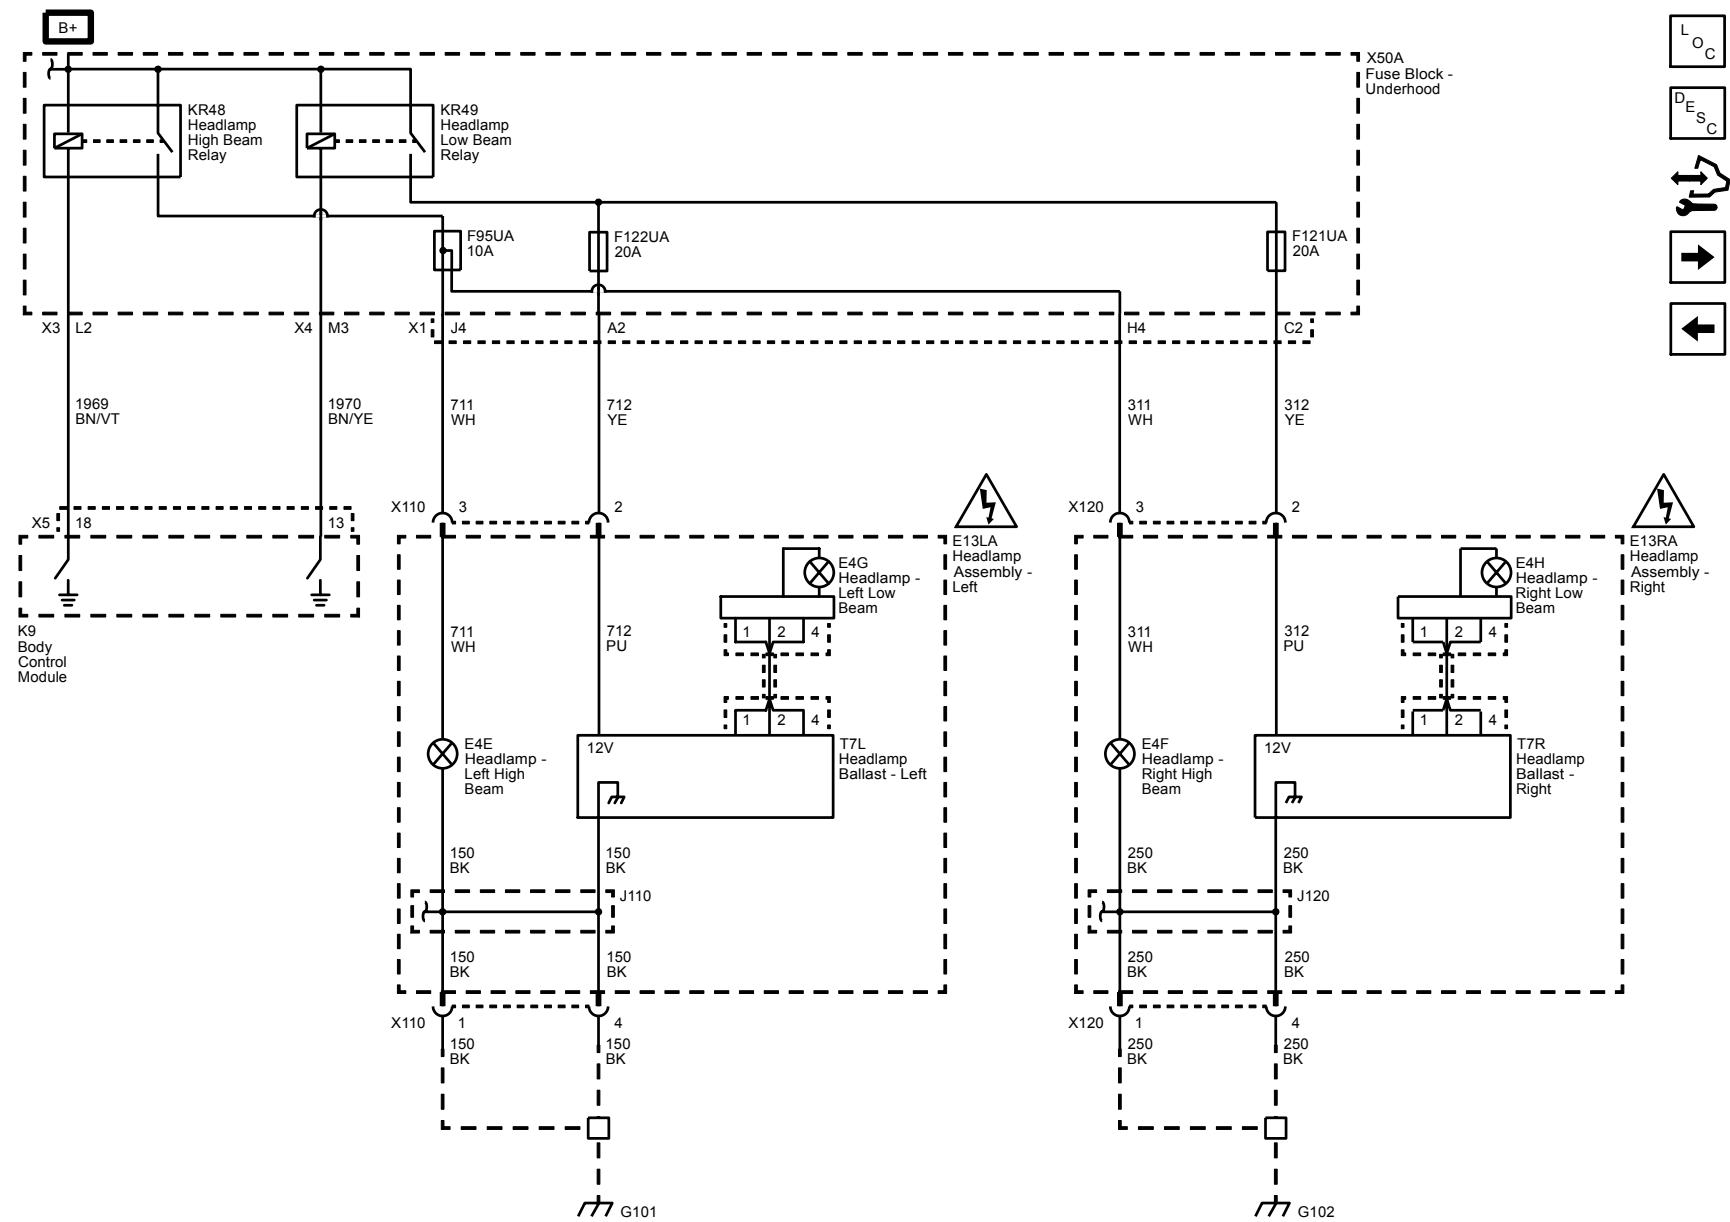 B+
X50A
Fuse Block -
Underhood
L
O
C
D
E
S
C
KR48
Headlamp
High Beam
Relay
KR49
Headlamp
Low Beam
Relay
F95UA
10A
F122UA
20A
F121UA
20A
X3 L2
X4 M3
X1 J4
A2
H4
C2
1969
BN/VT
1970
BN/YE
711
WH
712
YE
311
WH
312
YE
X110 3
2
X120 3
2
X5 18
13
K9
Body
Control
Module
E13LA
Headlamp
Assembly -
Left
E13RA
Headlamp
Assembly -
Right
E4G
Headlamp -
Left Low
Beam
E4H
Headlamp -
Right Low
Beam
1 2 4
1 2 4
711
WH
712
PU
311
WH
312
PU
1 2 4
1 2 4
E4E
Headlamp -
Left High
Beam
12V
T7L
Headlamp
Ballast - Left
E4F
Headlamp -
Right High
Beam
12V
T7R
Headlamp
Ballast -
Right
150
BK
150
BK
250
BK
250
BK
J110
J120
150
BK
150
BK
250
BK
250
BK
X110 1
4
X120 1
4
150
BK
150
BK
250
BK
250
BK
G101
G102